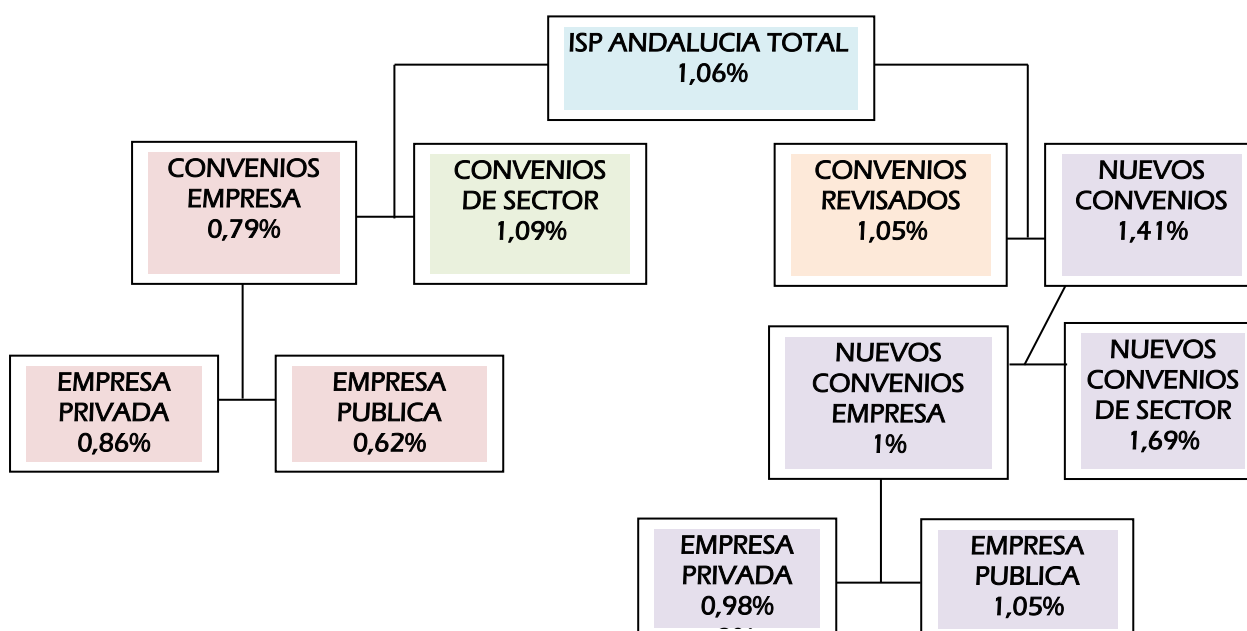 ISP ANDALUCIA TOTAL
1,06%
CONVENIOS
EMPRESA
0,79%
CONVENIOS
DE SECTOR
1,09%
CONVENIOS
REVISADOS
1,05%
NUEVOS
CONVENIOS
1,41%
EMPRESA
PRIVADA
0,86%
EMPRESA
PUBLICA
0,62%
NUEVOS
CONVENIOS
EMPRESA
1%
NUEVOS
CONVENIOS
DE SECTOR
1,69%
EMPRESA
PRIVADA
0,98%
EMPRESA
PUBLICA
1,05%